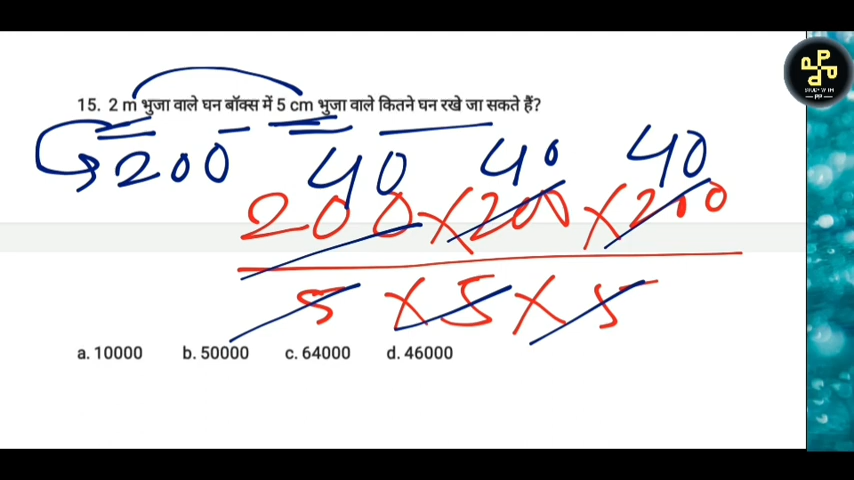 15. 2 m भुजा वाले घन बॉक्स में 5 cm भुजा वाले कितने घन रखे जा सकते हैं?
200 40 40 40
200 X 200 X 200
5 X 5 X 5
a. 10000 b. 50000 c. 64000 d. 46000